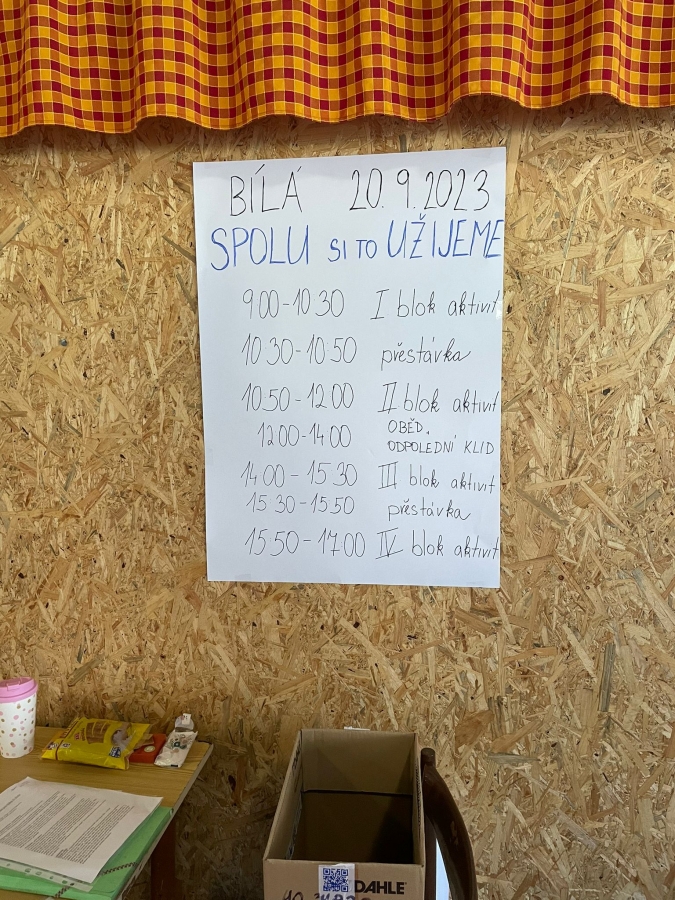 BÍLÁ 20.9.2023
SPOLU SI TO UŽIJEME
9 00 - 10 30 I blok aktivit
10 30 - 10 50 přestávka
10 50 - 12 00 II blok aktivit
12 00 - 14 00 OBĚD,
ODPOLEDNÍ KLID
14 00 - 15 30 III blok aktivit
15 30 - 15 50 přestávka
15 50 - 17 00 IV blok aktivit
DAHLE